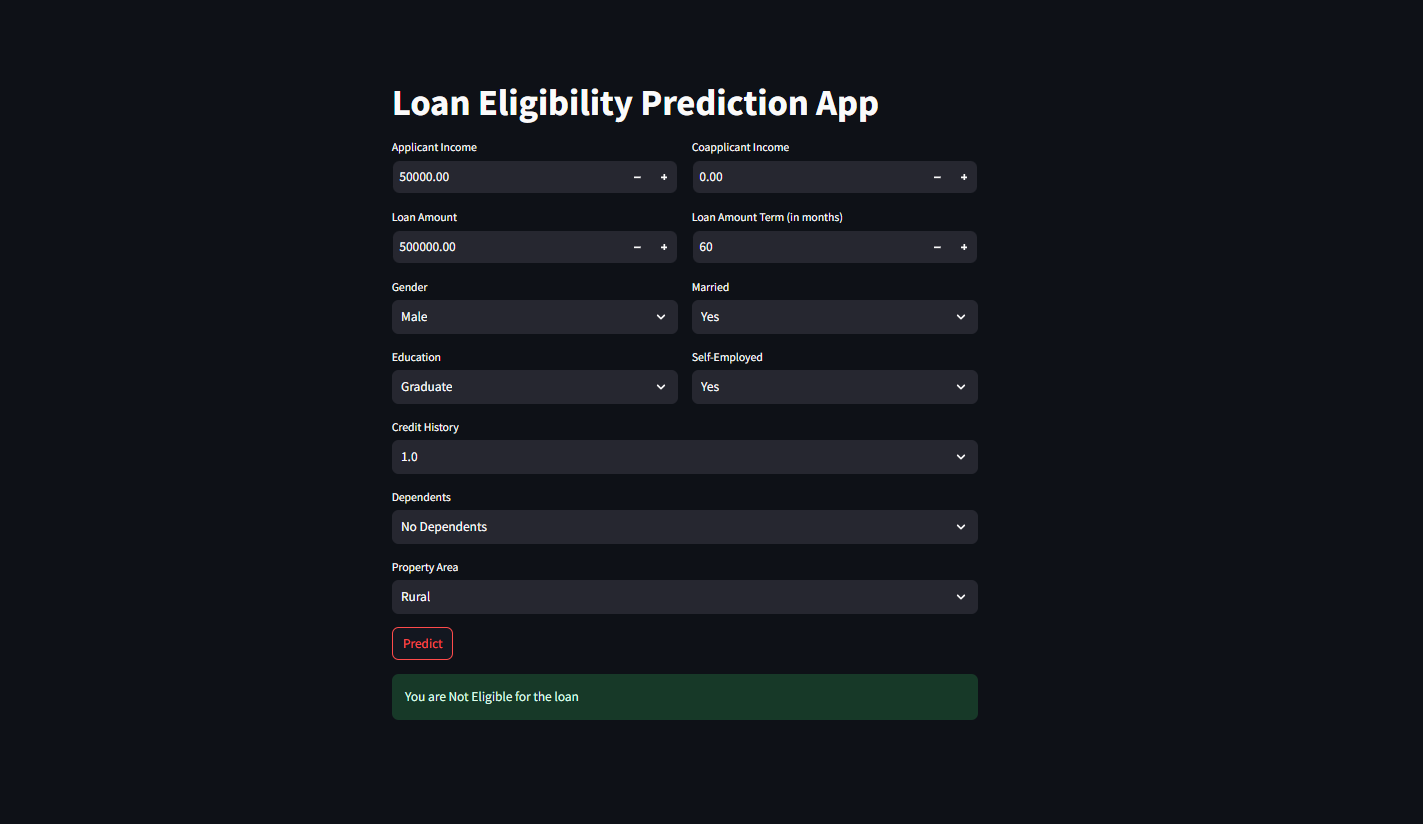 Loan Eligibility Prediction App
Applicant Income
Coapplicant Income
50000.00
0.00
Loan Amount
Loan Amount Term (in months)
500000.00
60
Gender
Married
Male
Yes
Education
Self-Employed
Graduate
Yes
Credit History
1.0
Dependents
No Dependents
Property Area
Rural
Predict
You are Not Eligible for the loan